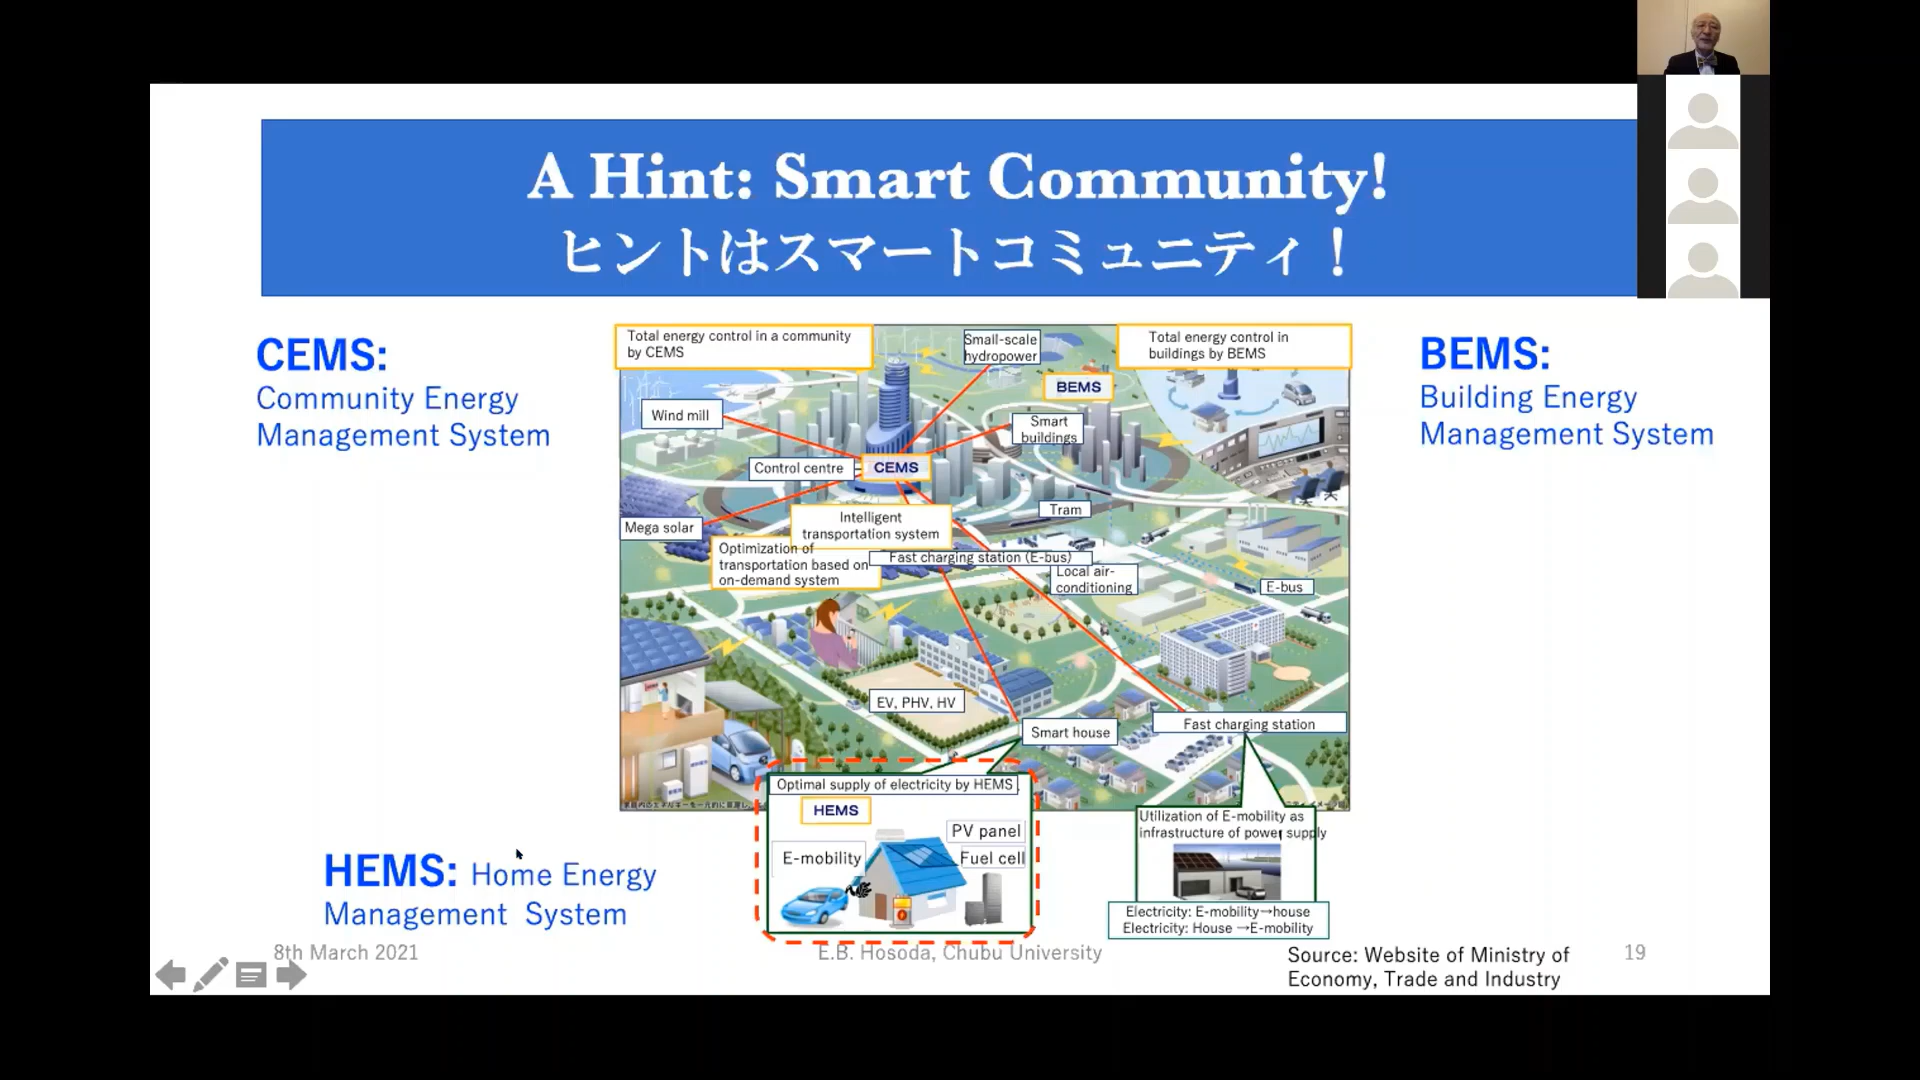 A Hint: Smart Community!
ヒントはスマートコミュニティ！
CEMS:
Community Energy
Management System
BEMS:
Building Energy
Management System
Total energy control in a community
by CEMS
Small-scale
hydropower
Total energy control in
buildings by BEMS
BEMS
Wind mill
Smart
buildings
Control centre
CEMS
Tram
Mega solar
Intelligent
transportation system
Optimization of
transportation based on
on-demand system
Fast charging station (E-bus)
Local air-
conditioning
E-bus
EV, PHV, HV
Smart house
Fast charging station
Optimal supply of electricity by HEMS
HEMS
PV panel
E-mobility
Fuel cell
Utilization of E-mobility as
infrastructure of power supply
Electricity: E-mobility→house
Electricity: House →E-mobility
HEMS: Home Energy
Management System
8th March 2021
E.B. Hosoda, Chubu University
Source: Website of Ministry of
Economy, Trade and Industry
19